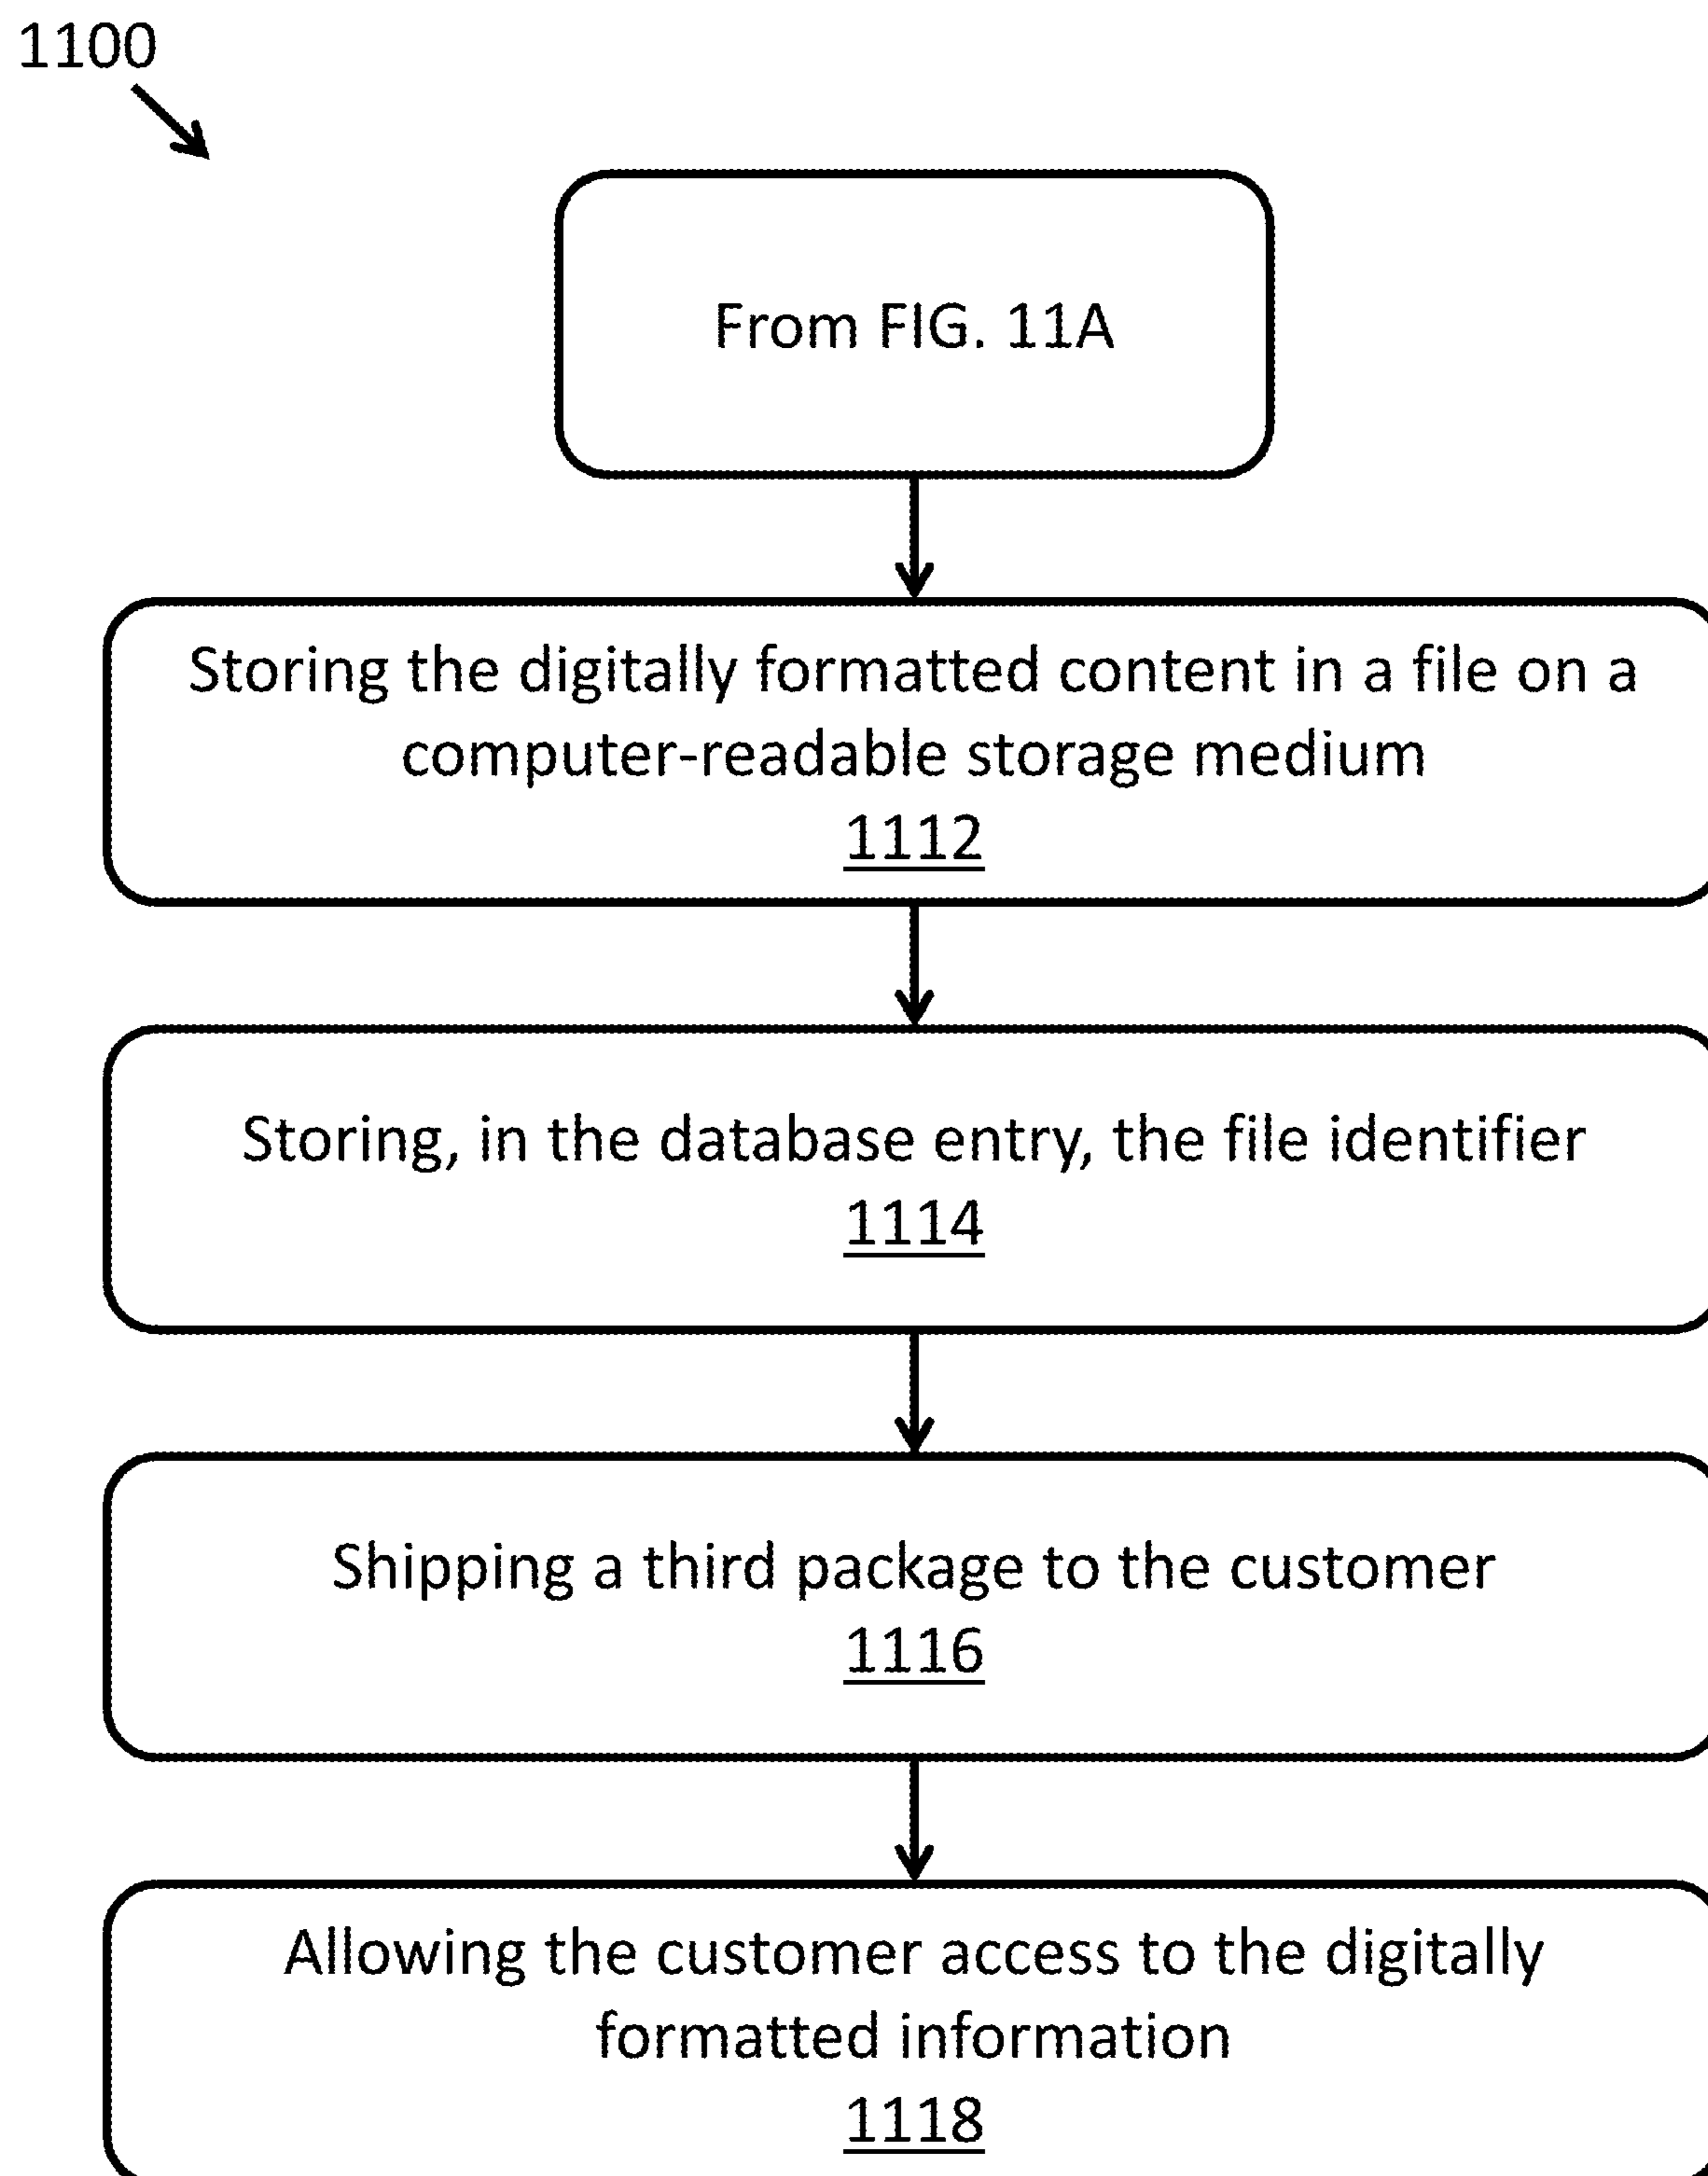 1100
From FIG. 11A
Storing the digitally formatted content in a file on a
computer-readable storage medium
1112
Storing, in the database entry, the file identifier
1114
Shipping a third package to the customer
1116
Allowing the customer access to the digitally
formatted information
1118